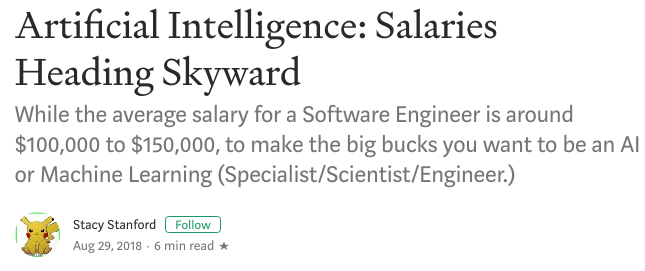 Artificial Intelligence: Salaries
Heading Skyward
While the average salary for a Software Engineer is around
$100,000 to $150,000, to make the big bucks you want to be an AI
or Machine Learning (Specialist/Scientist/Engineer.)
Stacy Stanford Follow
Aug 29, 2018 · 6 min read ★